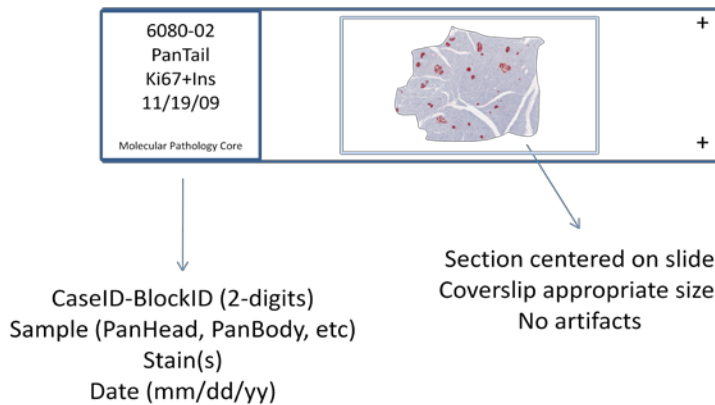 6080-02
PanTail
Ki67+Ins
11/19/09
Molecular Pathology Core
+
+
CaseID-BlockID (2-digits)
Sample (PanHead, PanBody, etc)
Stain(s)
Date (mm/dd/yy)
Section centered on slide
Coverslip appropriate size
No artifacts